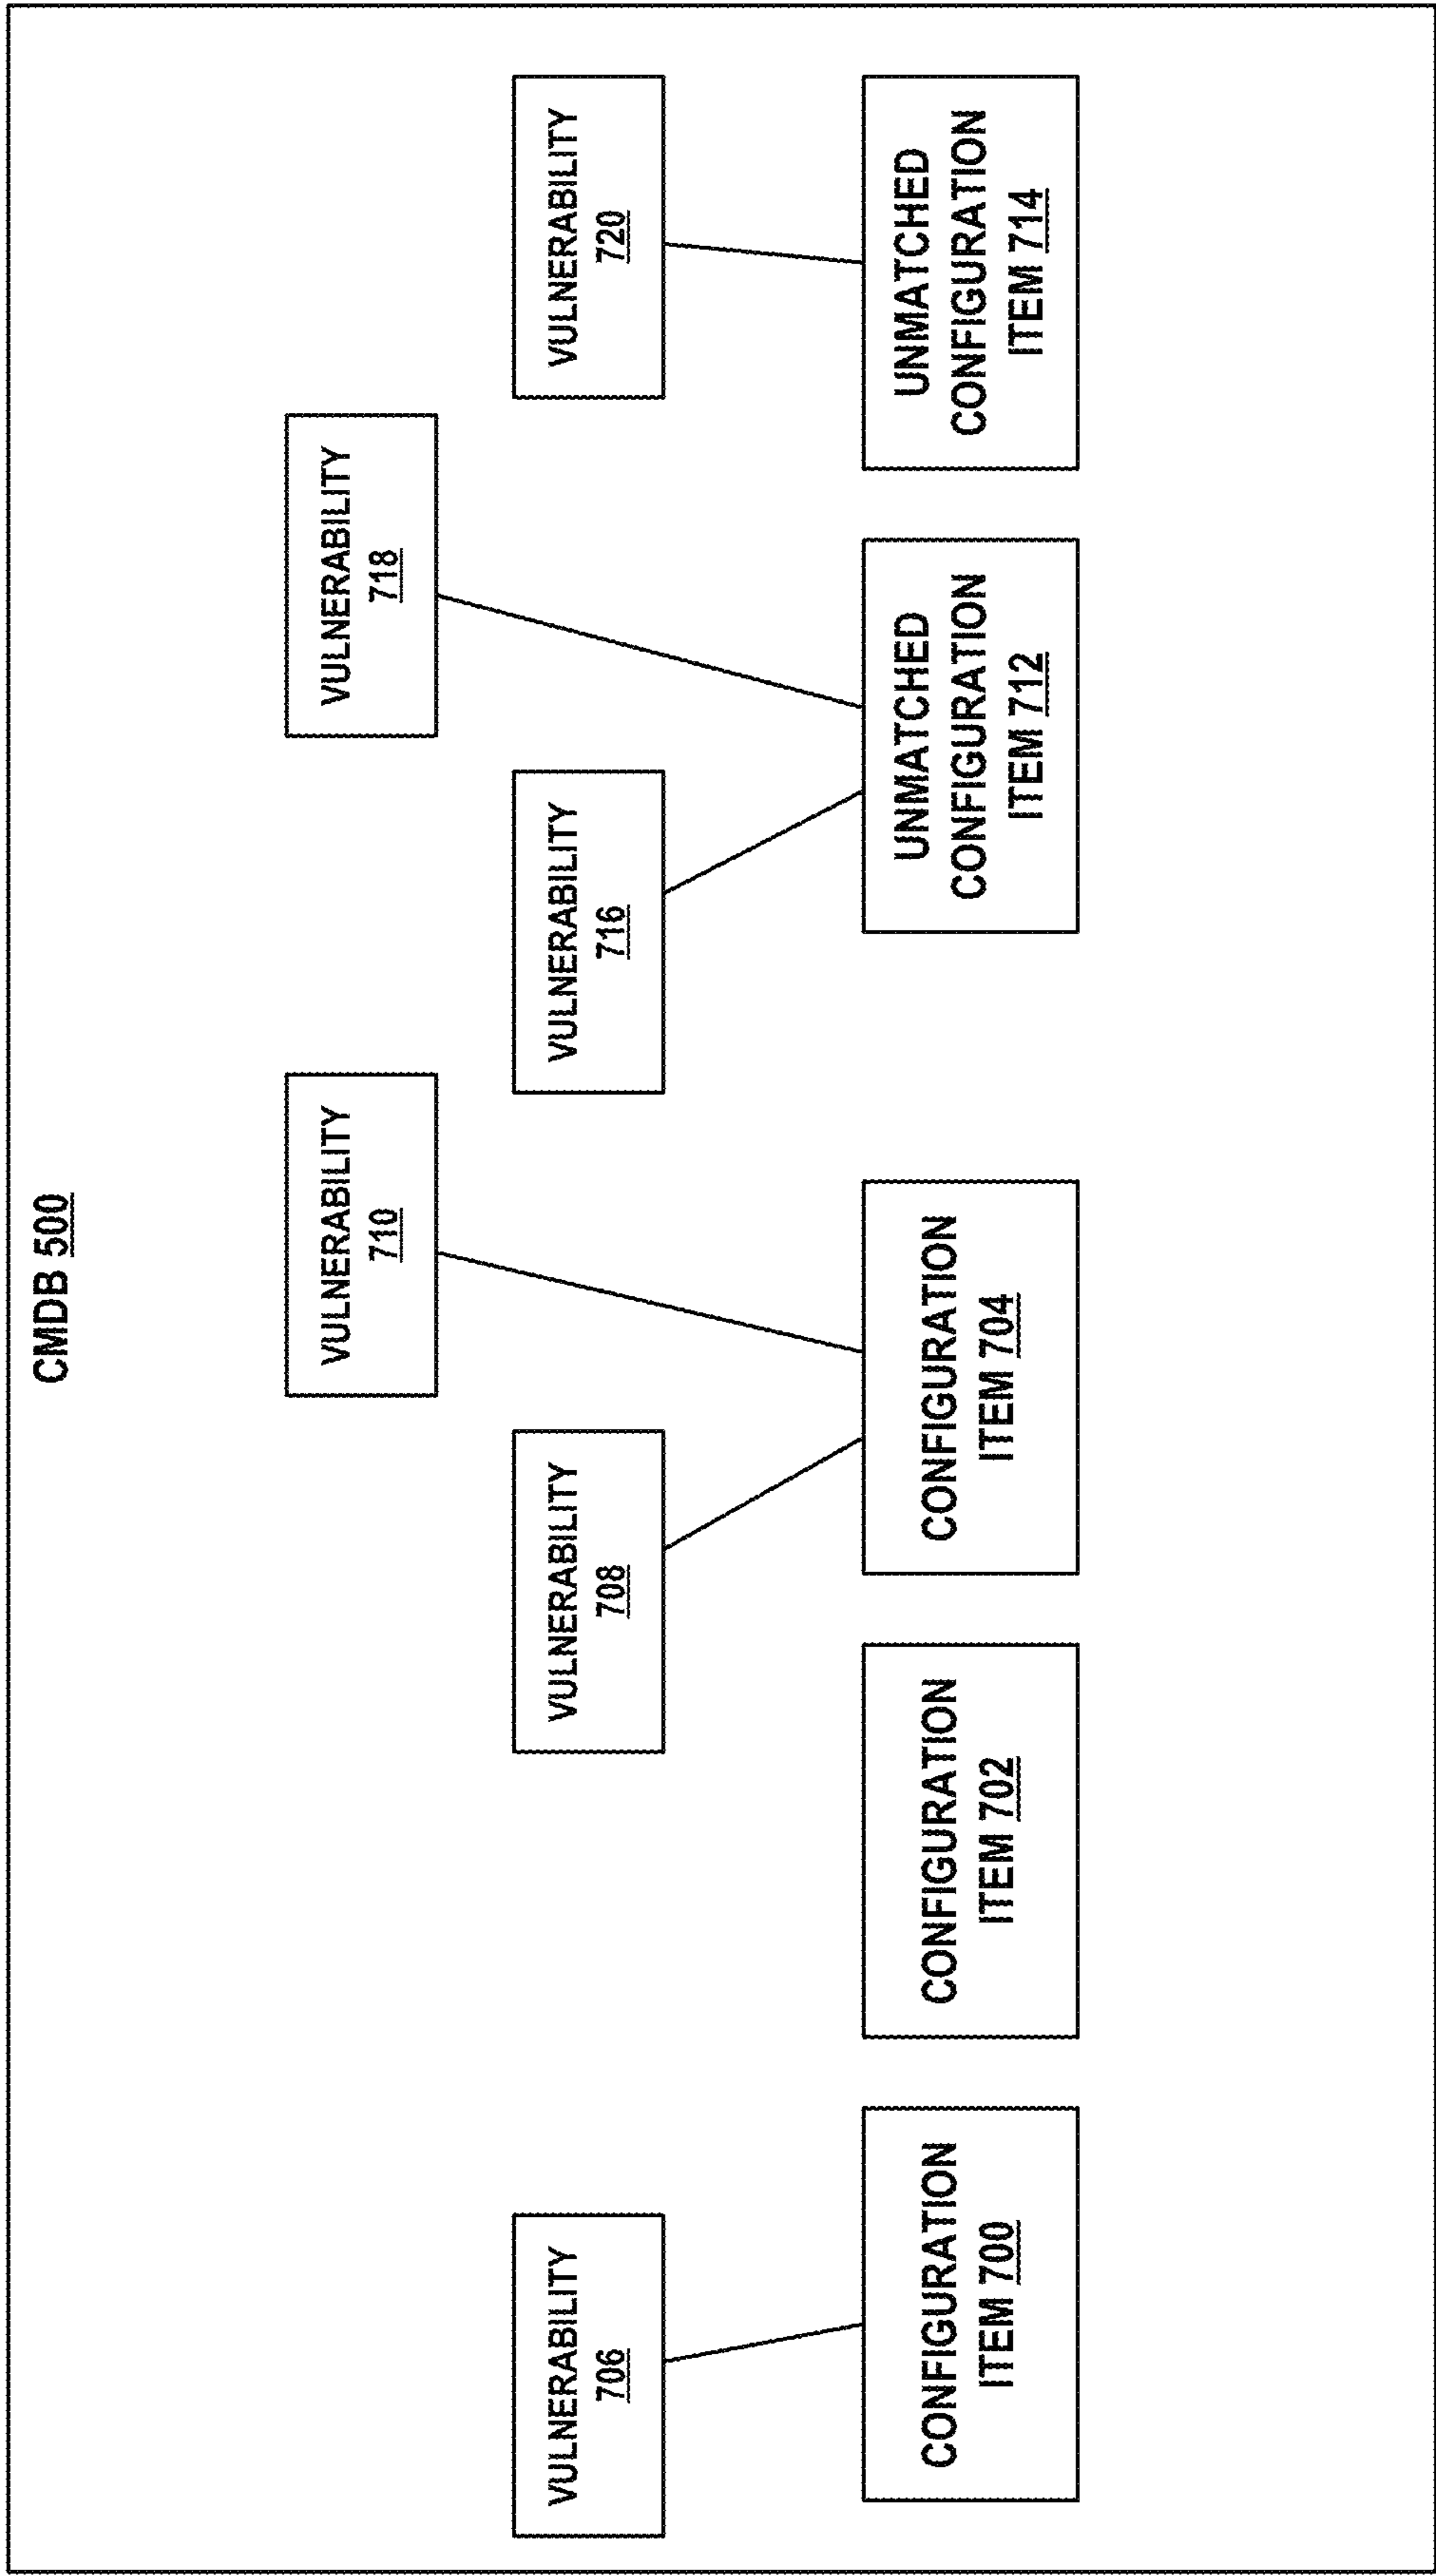 CMDB 500
VULNERABILITY
710
VULNERABILITY
718
VULNERABILITY
706
VULNERABILITY
708
VULNERABILITY
716
VULNERABILITY
720
CONFIGURATION
ITEM 700
CONFIGURATION
ITEM 702
CONFIGURATION
ITEM 704
UNMATCHED
CONFIGURATION
ITEM 712
UNMATCHED
CONFIGURATION
ITEM 714